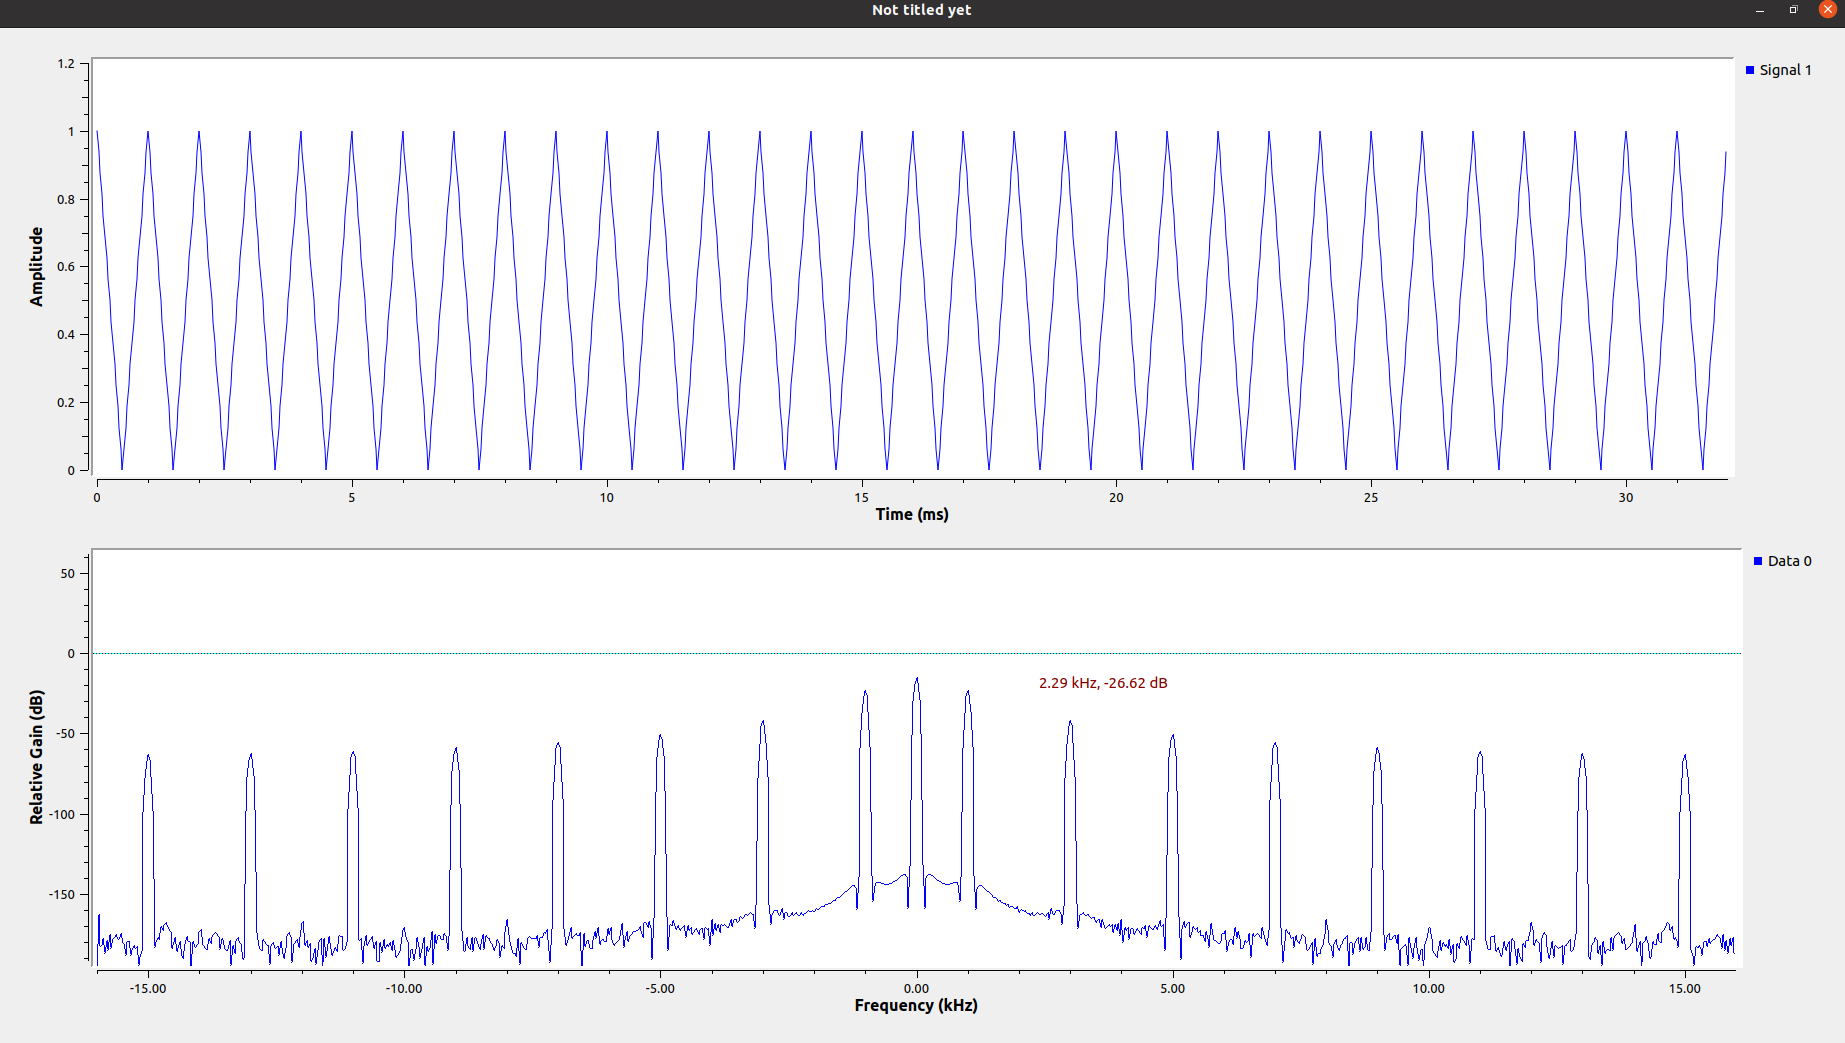 Not titled yet
Signal 1
Amplitude
1.2
1
0.8
0.6
0.4
0.2
0
0 5 10 15 20 25 30
Time (ms)
Data 0
Relative Gain (dB)
50
0
-50
-100
-150
2.29 kHz, -26.62 dB
-15.00 -10.00 -5.00 0.00 5.00 10.00 15.00
Frequency (kHz)